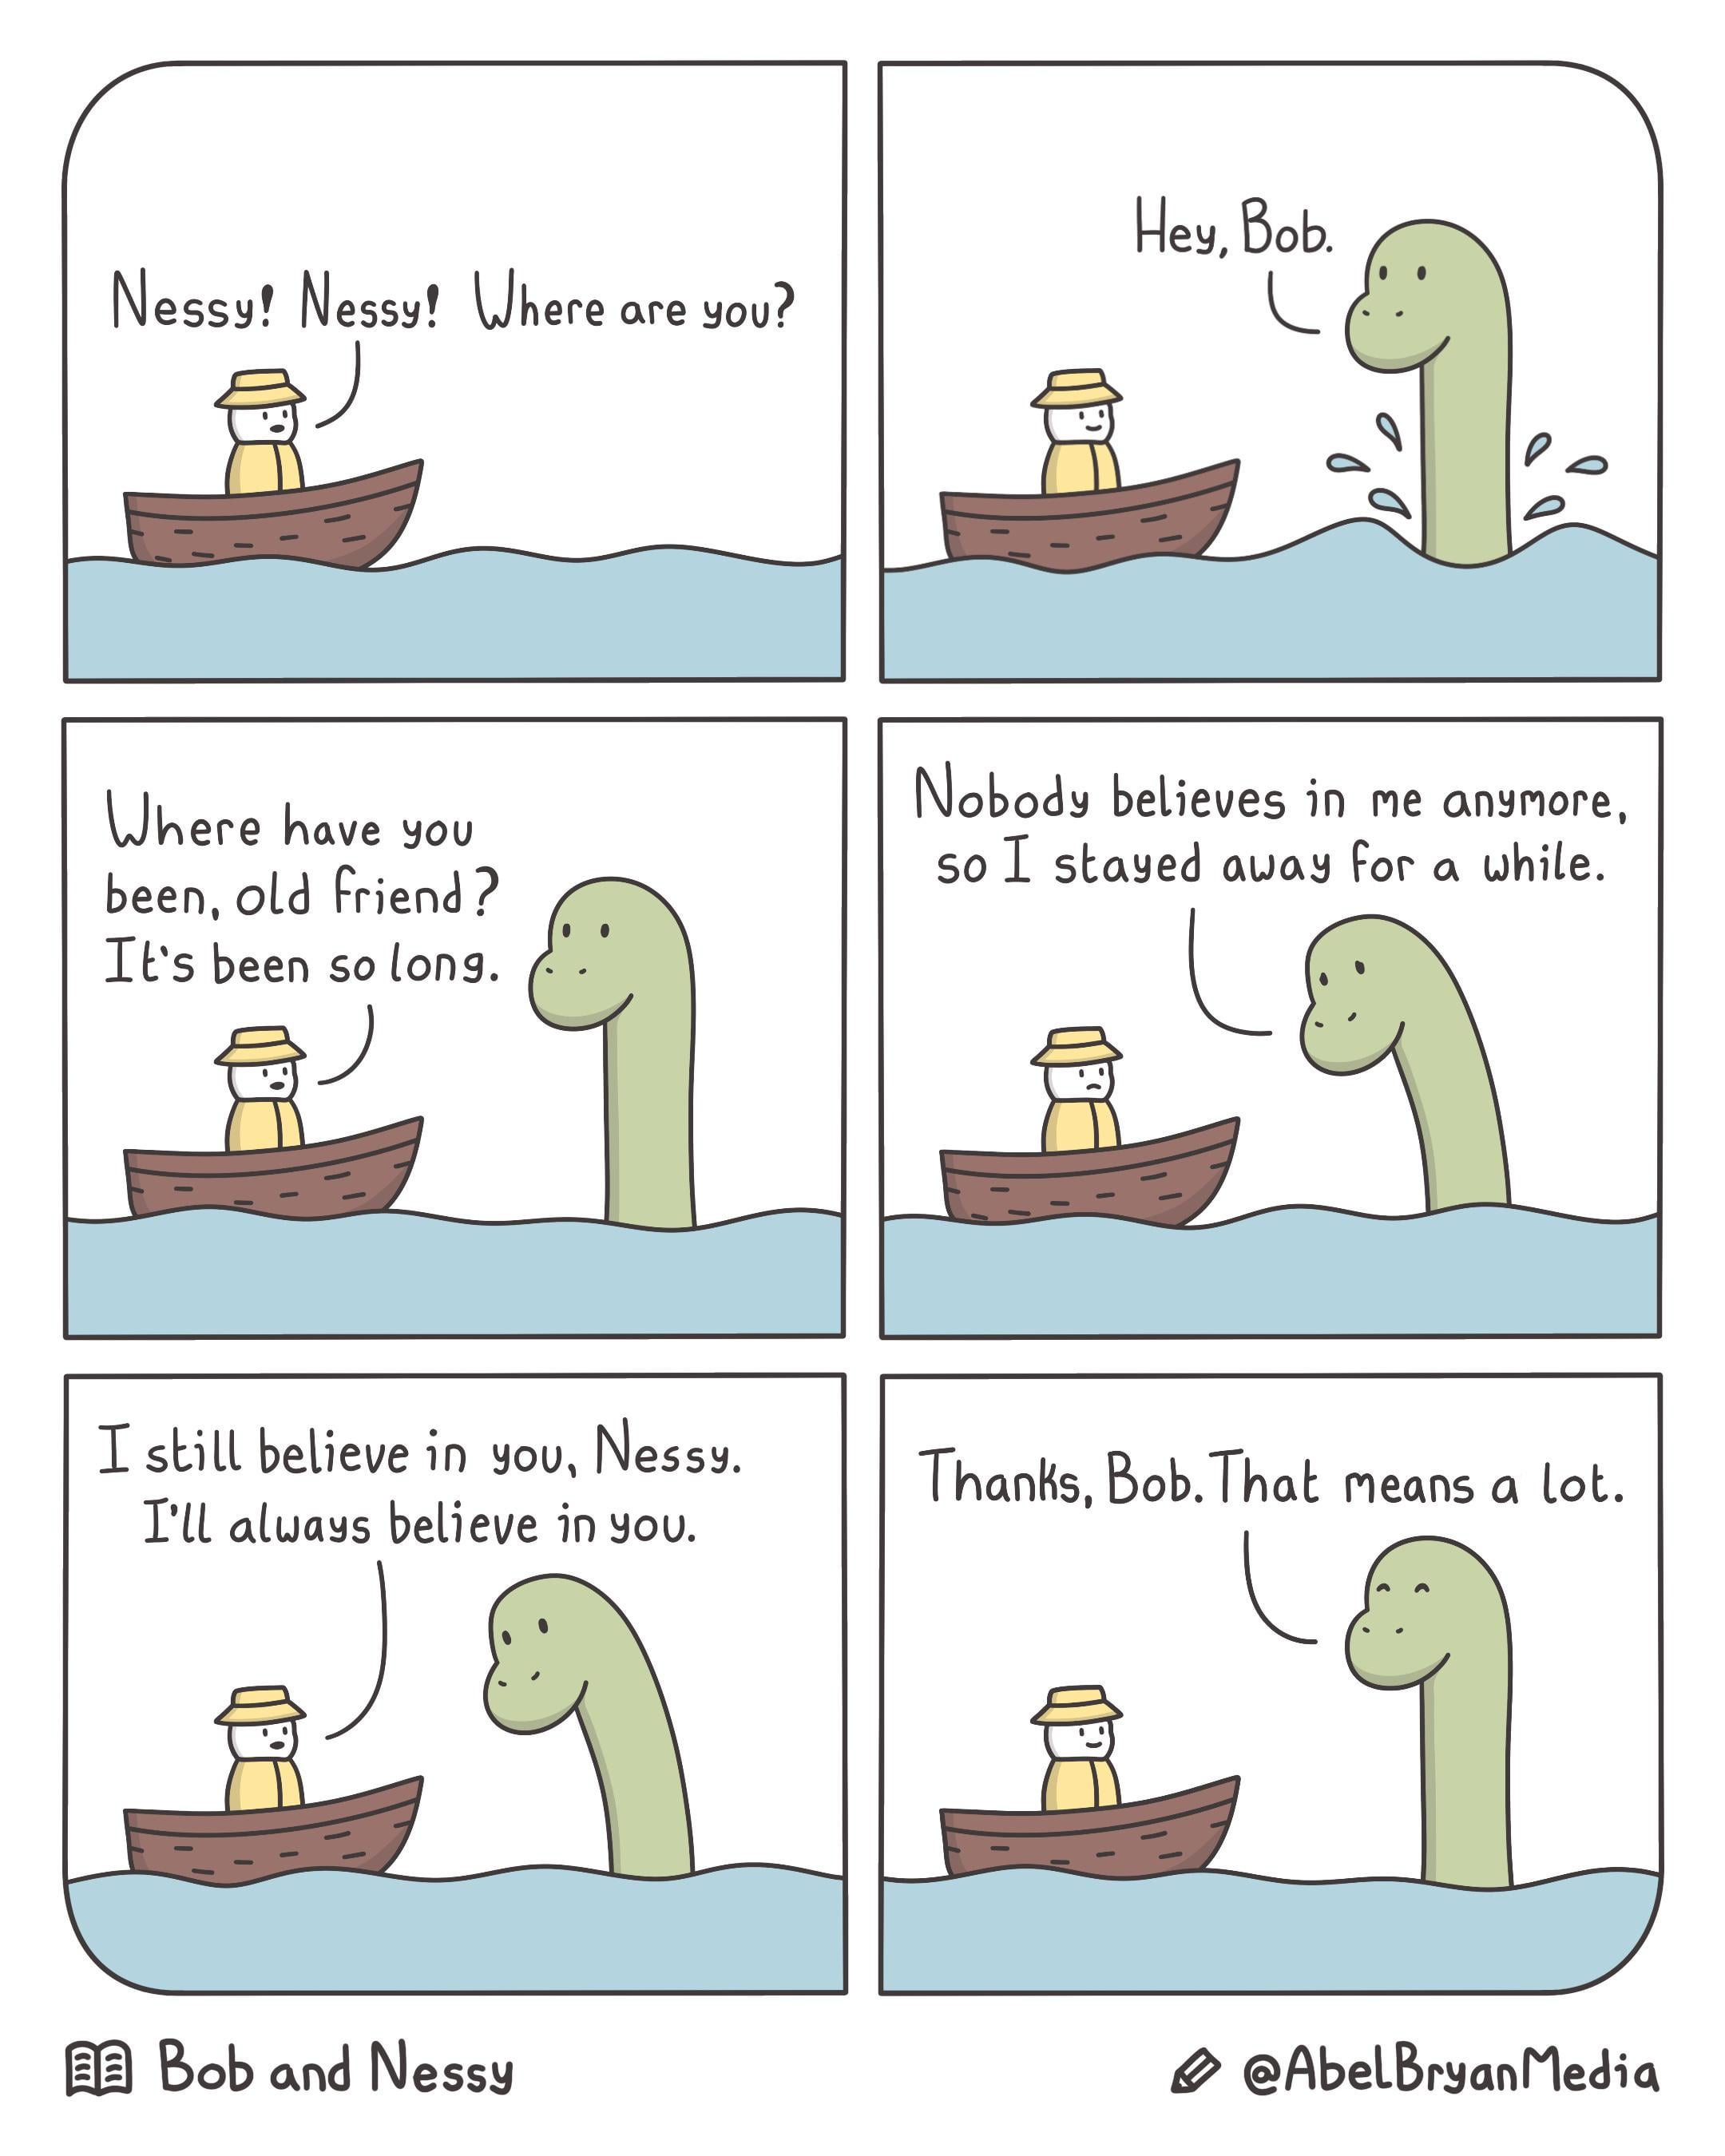 Nessy! Nessy! Where are you?
Hey, Bob.
Where have you
been, old friend?
It's been so long.
Nobody believes in me anymore,
so I stayed away for a while.
I still believe in you, Nessy.
I'll always believe in you.
Thanks, Bob. That means a lot.
Bob and Nessy
@AbelBryanMedia